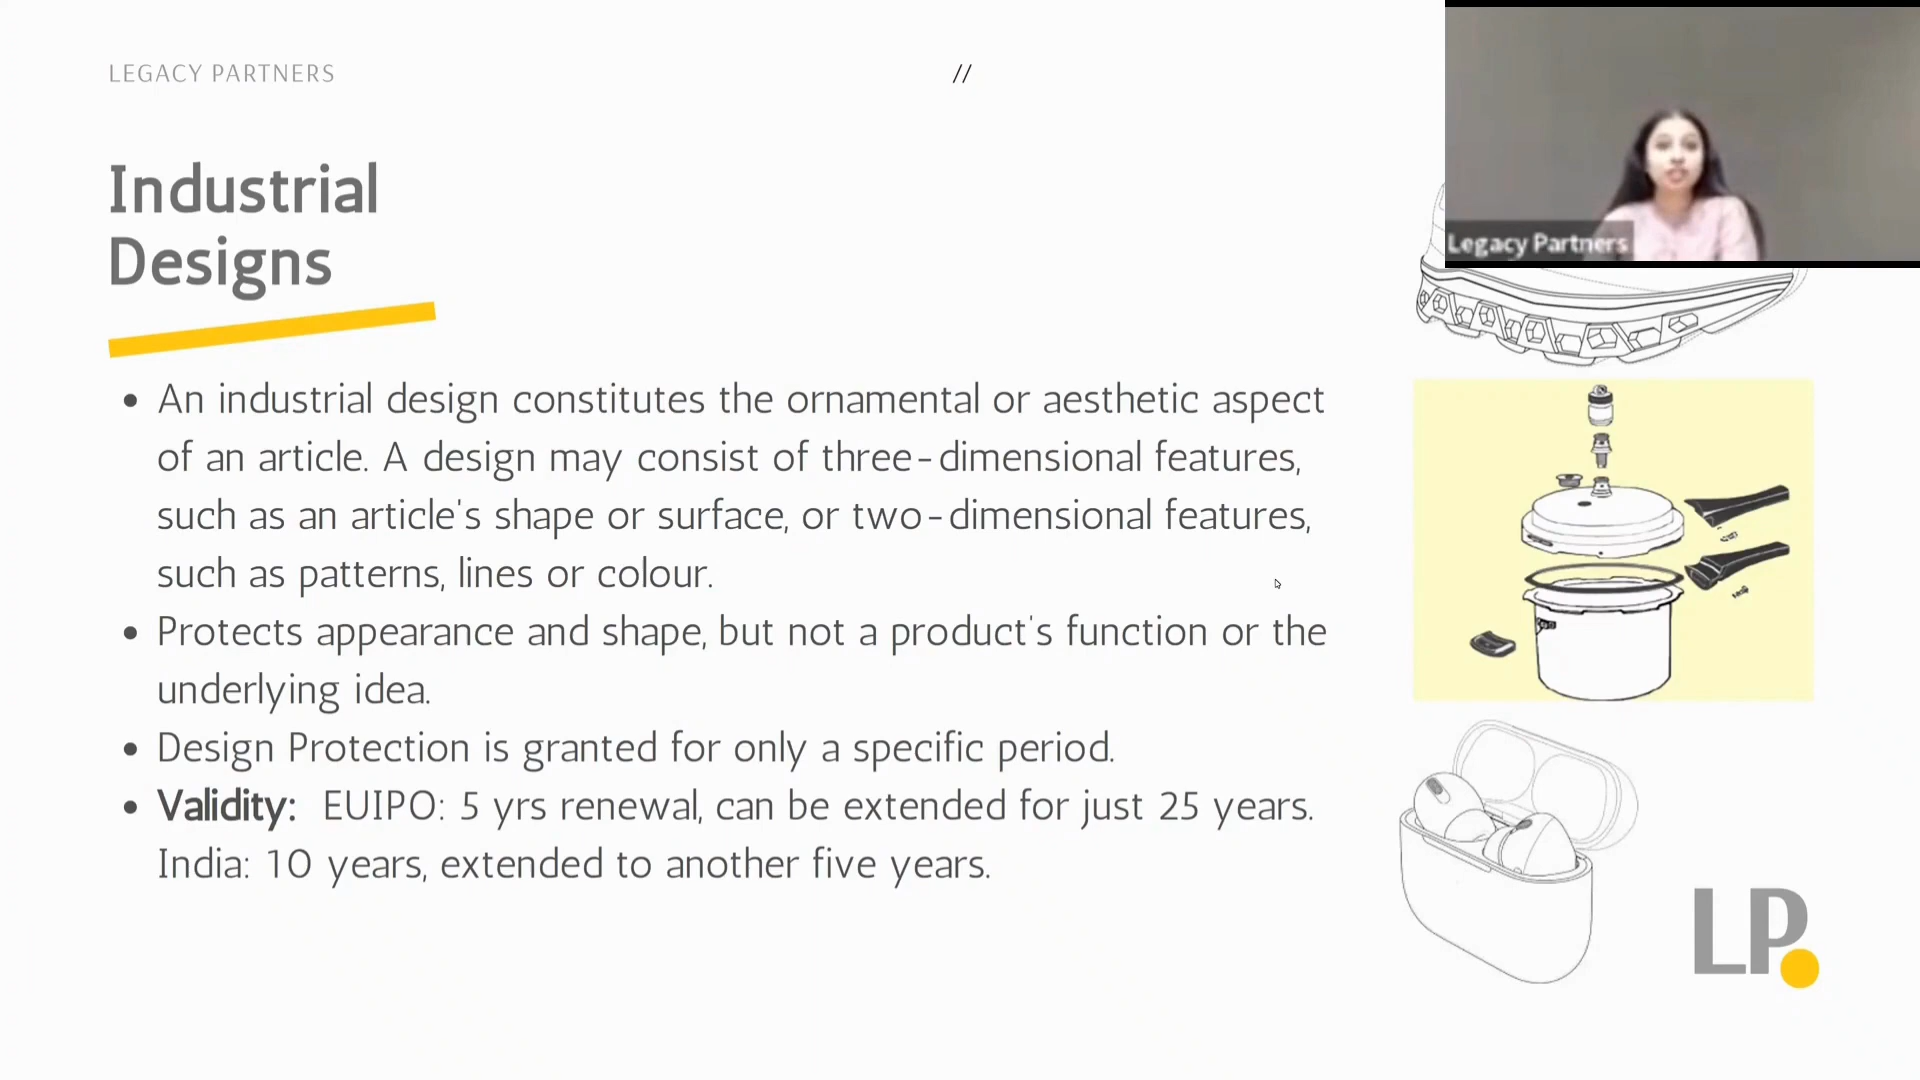 LEGACY PARTNERS
//
Legacy Partners
Industrial
Designs
• An industrial design constitutes the ornamental or aesthetic aspect
of an article. A design may consist of three-dimensional features,
such as an article's shape or surface, or two-dimensional features,
such as patterns, lines or colour.
• Protects appearance and shape, but not a product's function or the
underlying idea.
• Design Protection is granted for only a specific period.
• Validity: EUIPO: 5 yrs renewal, can be extended for just 25 years.
India: 10 years, extended to another five years.
LP.